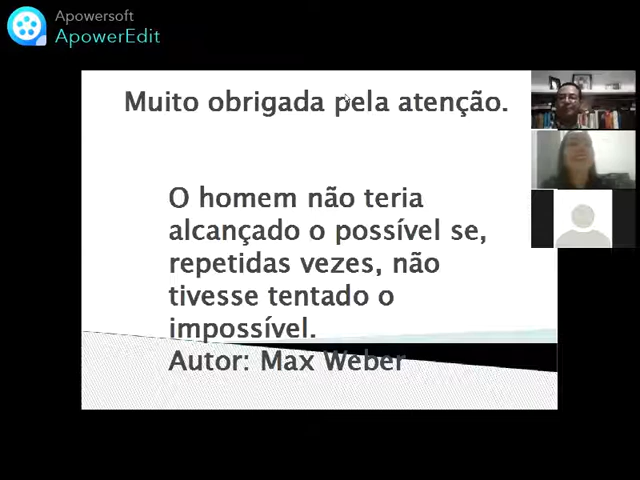 Apowersoft
ApowerEdit
Muito obrigada pela atenção.
O homem não teria
alcançado o possível se,
repetidas vezes, não
tivesse tentado o
impossível.
Autor: Max Weber